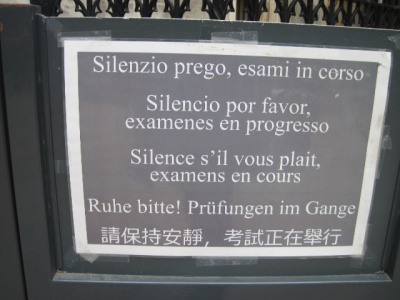 Silenzio prego, esami in corso
Silencio por favor,
examenes en progresso
Silence s'il vous plait,
examens en cours
Ruhe bitte! Prüfungen im Gange
請保持安靜，考試正在舉行